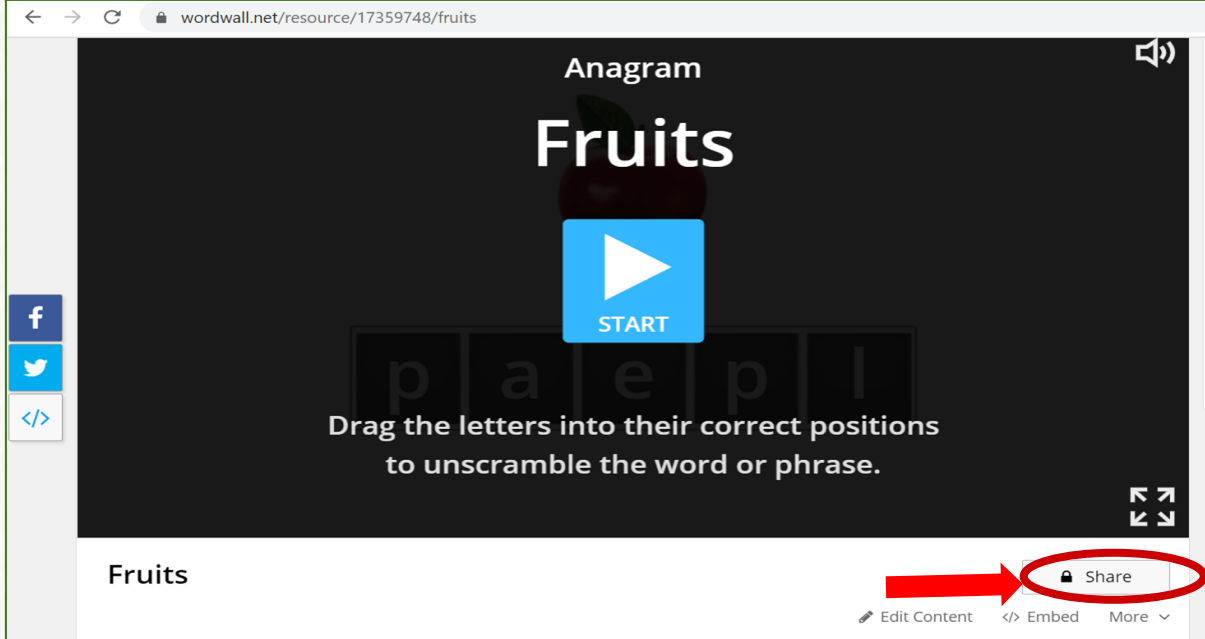 wordwall.net/resource/17359748/fruits
Anagram
Fruits
START
p a e p l
Drag the letters into their correct positions
to unscramble the word or phrase.
f
</>
Fruits
Share
Edit Content </> Embed More